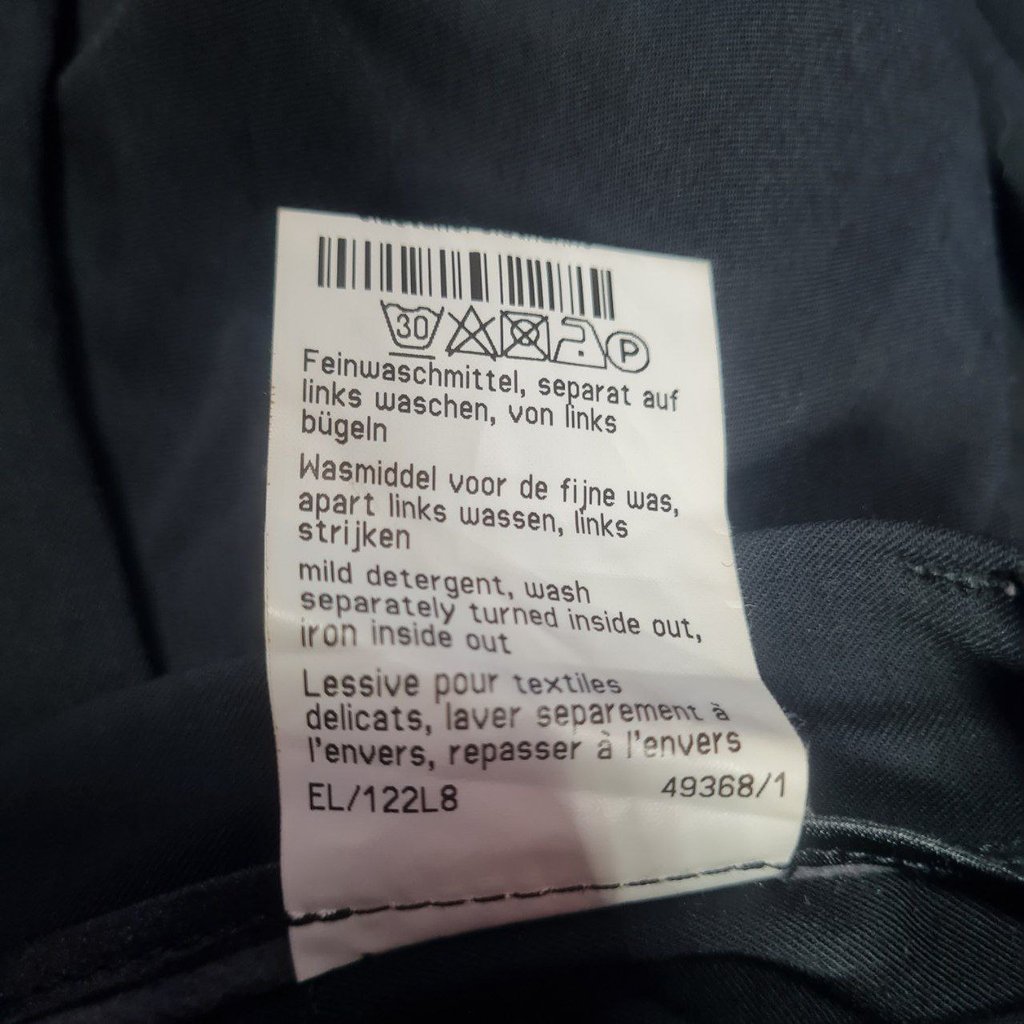 30
P
Feinwaschmittel, separat auf
links waschen, von links
bügeln
Wasmiddel voor de fijne was,
apart links wassen, links
strijken
mild detergent, wash
separately turned inside out,
iron inside out
Lessive pour textiles
delicats, laver separement à
l'envers, repasser à l'envers
EL/122L8
49368/1